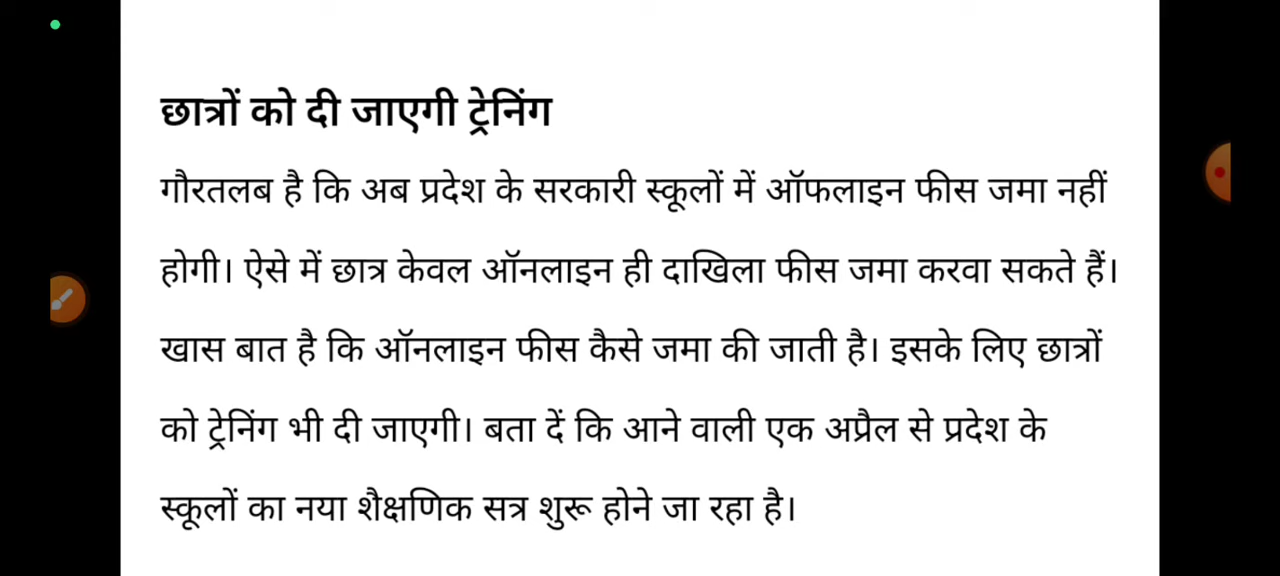 छात्रों को दी जाएगी ट्रेनिंग
गौरतलब है कि अब प्रदेश के सरकारी स्कूलों में ऑफलाइन फीस जमा नहीं
होगी। ऐसे में छात्र केवल ऑनलाइन ही दाखिला फीस जमा करवा सकते हैं।
खास बात है कि ऑनलाइन फीस कैसे जमा की जाती है। इसके लिए छात्रों
को ट्रेनिंग भी दी जाएगी। बता दें कि आने वाली एक अप्रैल से प्रदेश के
स्कूलों का नया शैक्षणिक सत्र शुरू होने जा रहा है।